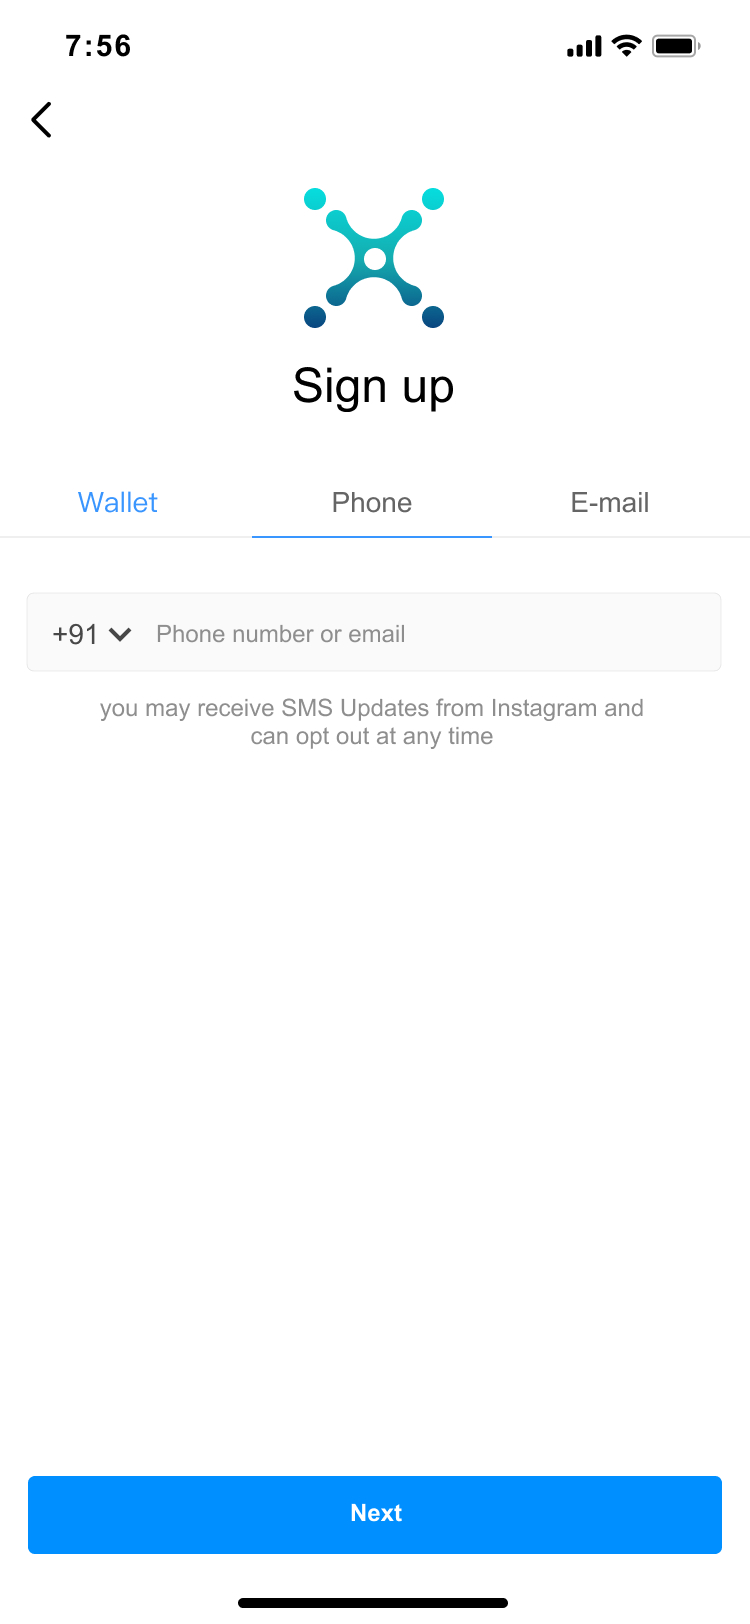 7:56
Sign up
Wallet Phone E-mail
+91 Phone number or email
you may receive SMS Updates from Instagram and
can opt out at any time
Next